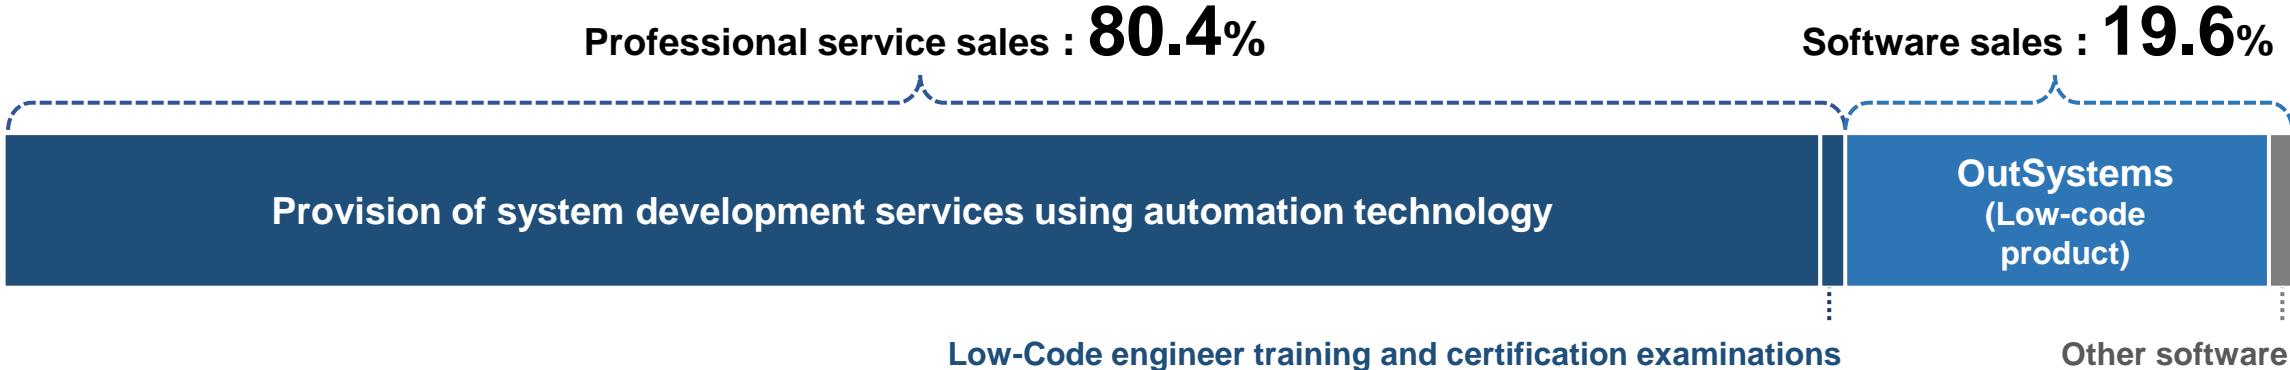 Professional service sales : 80.4%
Software sales : 19.6%
Provision of system development services using automation technology
OutSystems
(Low-code
product)
Low-Code engineer training and certification examinations
Other software